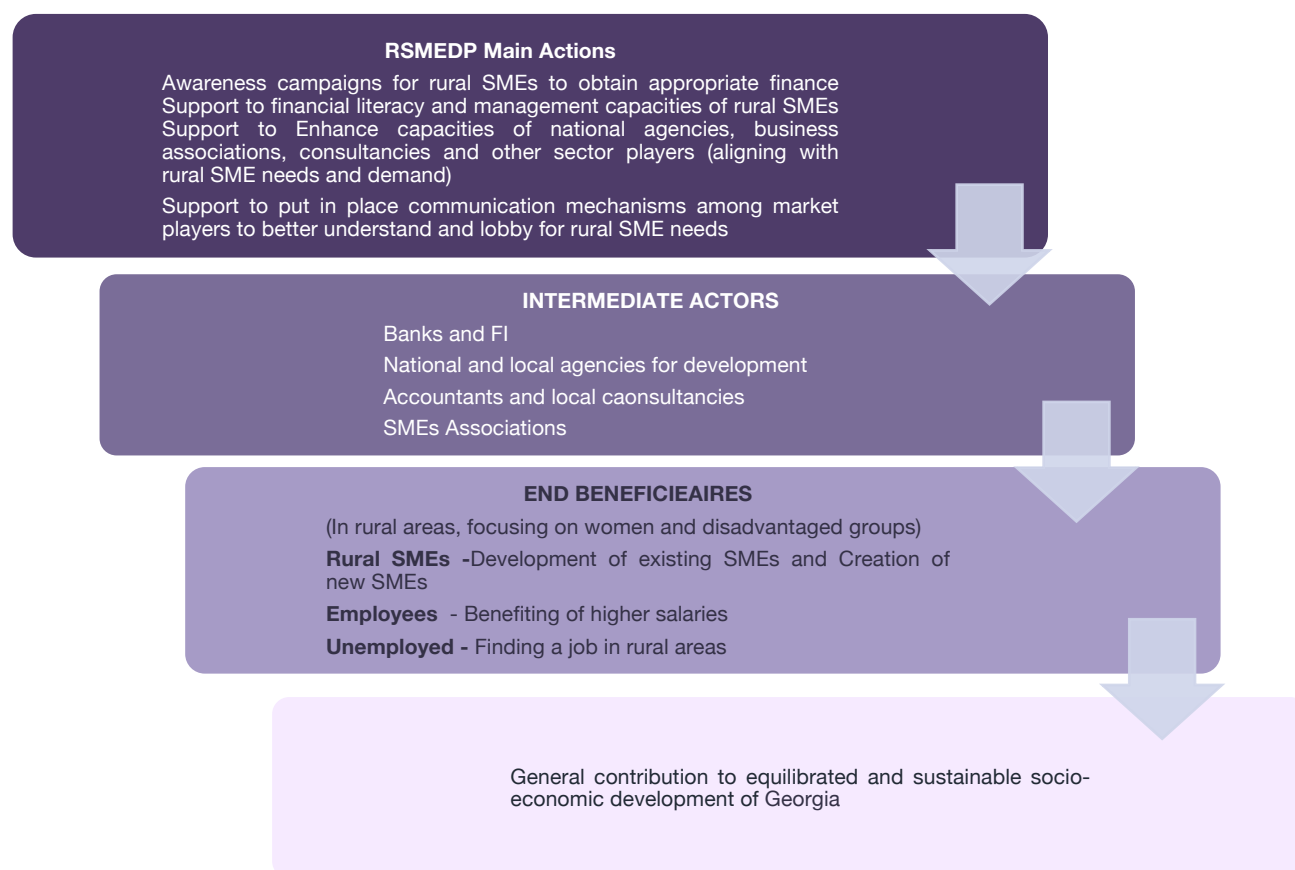 RSMEDP Main Actions
Awareness campaigns for rural SMEs to obtain appropriate finance
Support to financial literacy and management capacities of rural SMEs
Support to Enhance capacities of national agencies, business
associations, consultancies and other sector players (aligning with
rural SME needs and demand)
Support to put in place communication mechanisms among market
players to better understand and lobby for rural SME needs
INTERMEDIATE ACTORS
Banks and FI
National and local agencies for development
Accountants and local caonsultancies
SMEs Associations
END BENEFICIEAIRES
(In rural areas, focusing on women and disadvantaged groups)
Rural SMEs -Development of existing SMEs and Creation of
new SMEs
Employees - Benefiting of higher salaries
Unemployed - Finding a job in rural areas
General contribution to equilibrated and sustainable socio-
economic development of Georgia